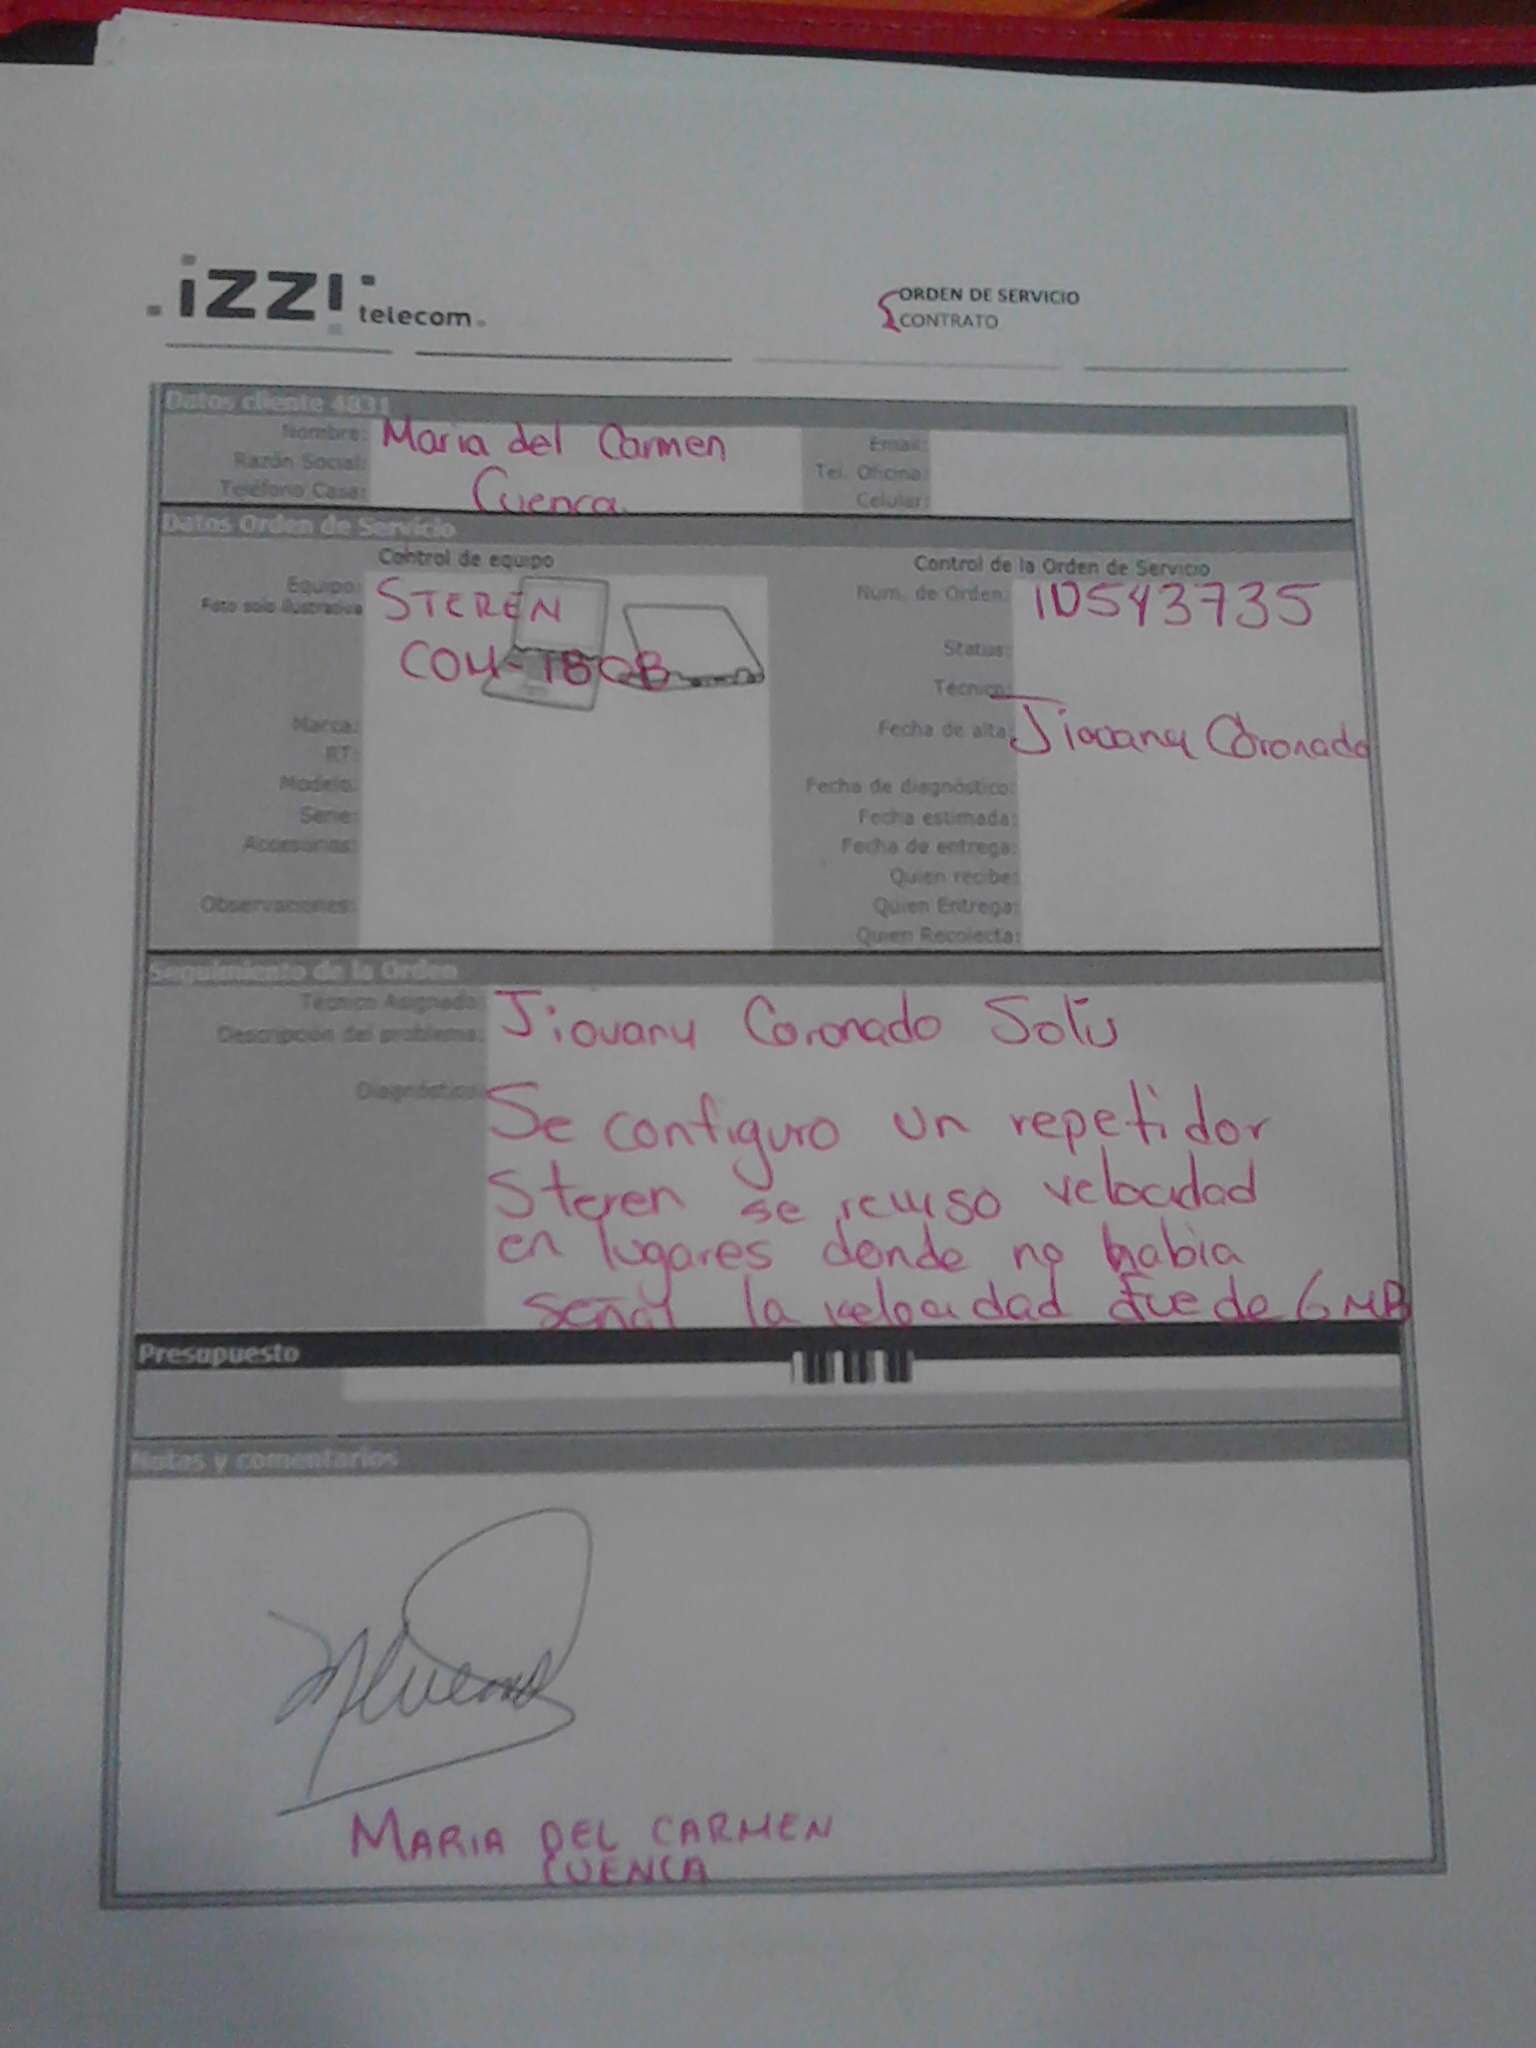 izzi telecom
ORDEN DE SERVICIO
CONTRATO
Datos cliente 4831
Nombre: Maria del Carmen
Razón Social:
Teléfono Casa: Cuenca
Email:
Tel. Oficina:
Celular:
Datos Orden de Servicio
Control de equipo
Equipo: STEREN
Foto solo ilustrativa
COM-
Marca:
RT:
Modelo:
Serie:
Accesorios:
Observaciones:
Control de la Orden de Servicio
Num. de Orden: ID543735
Status:
Técnico:
Fecha de alta: Jiovany Coronado
Fecha de diagnóstico:
Fecha estimada:
Fecha de entrega:
Quien recibe:
Quien Entrega:
Quien Recolecta:
Seguimiento de la Orden
Técnico Asignado: Jiovany Coronado Solis
Descripción del problema:
Diagnóstico: Se configuro un repetidor
Steren se reviso velocidad
en lugares donde no habia
señal la velocidad fue de 6 MB
Presupuesto
Notas y comentarios
MARIA DEL CARMEN
CUENCA